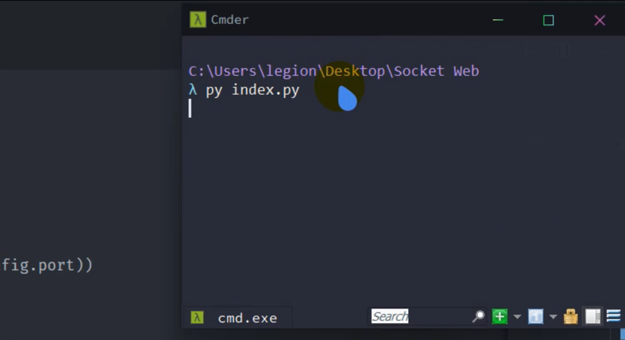 Cmder
C:\Users\legion\Desktop\Socket Web
λ py index.py
fig.port))
λ cmd.exe
Search